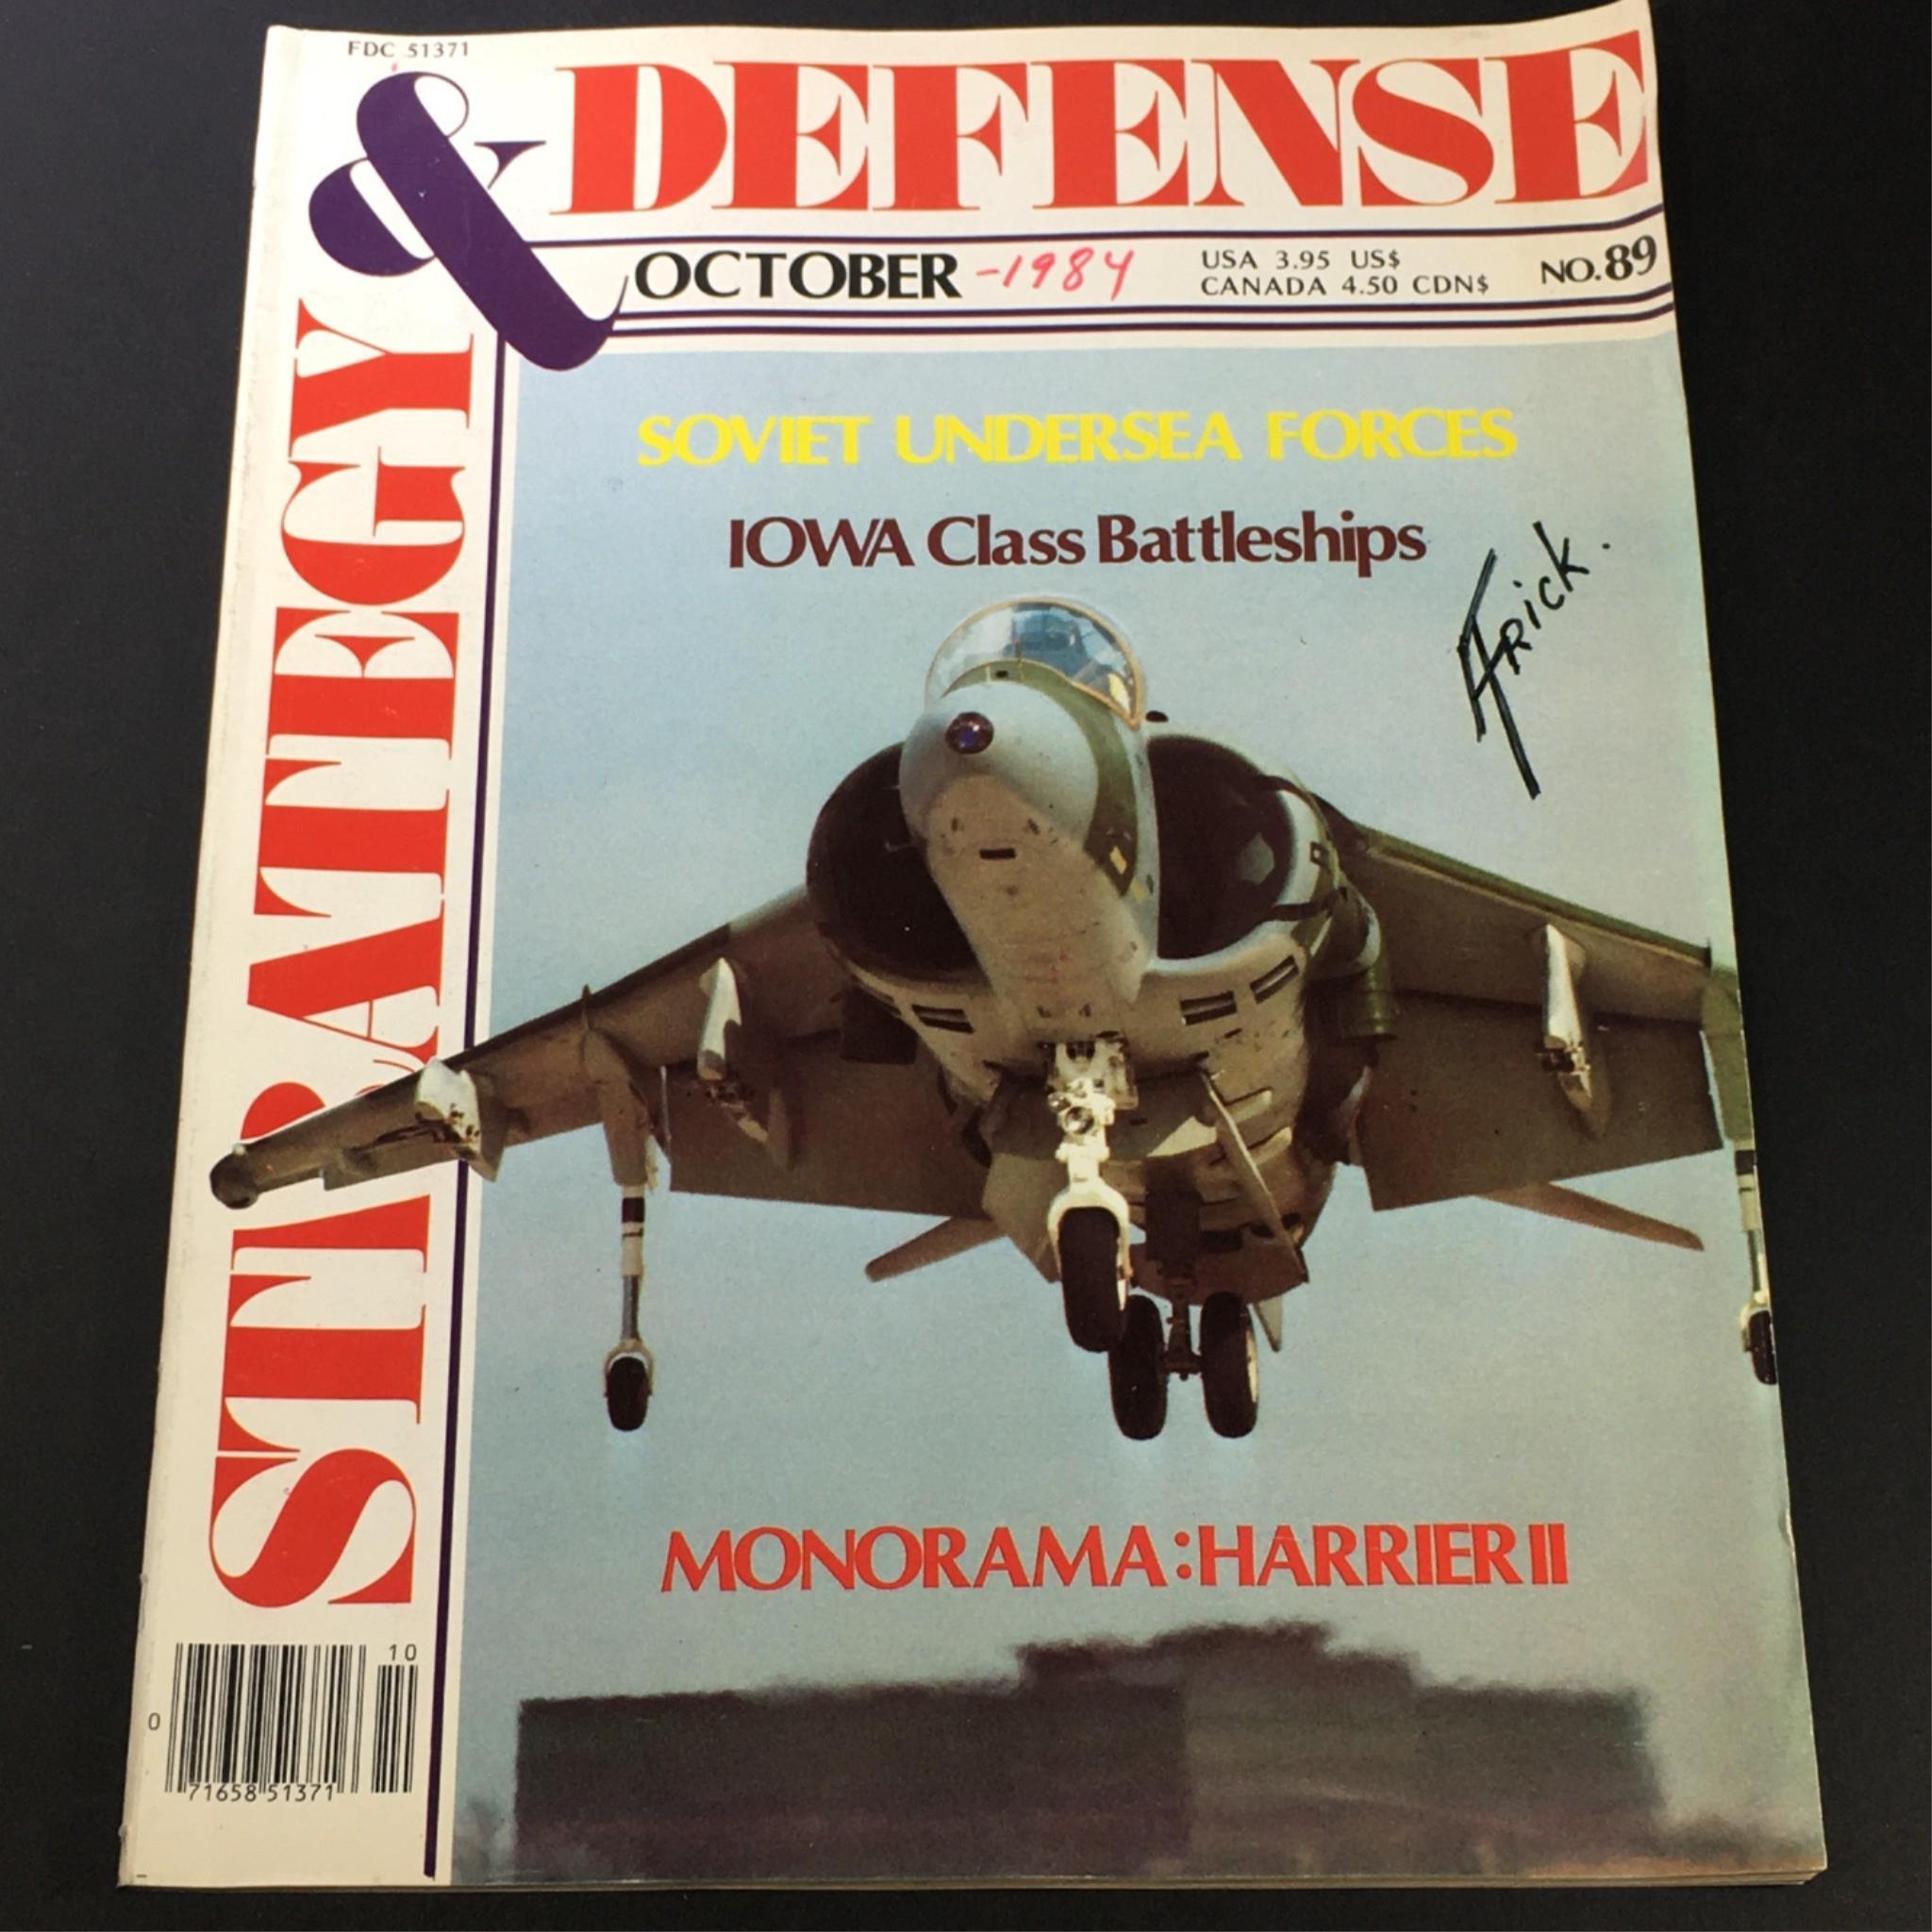 FDC 51371
STRATEGY & DEFENSE
OCTOBER -1984
USA 3.95 US$
CANADA 4.50 CDN$
NO.89
SOVIET UNDERSEA FORCES
IOWA Class Battleships
MONORAMA:HARRIER II
10
0 71658 51371